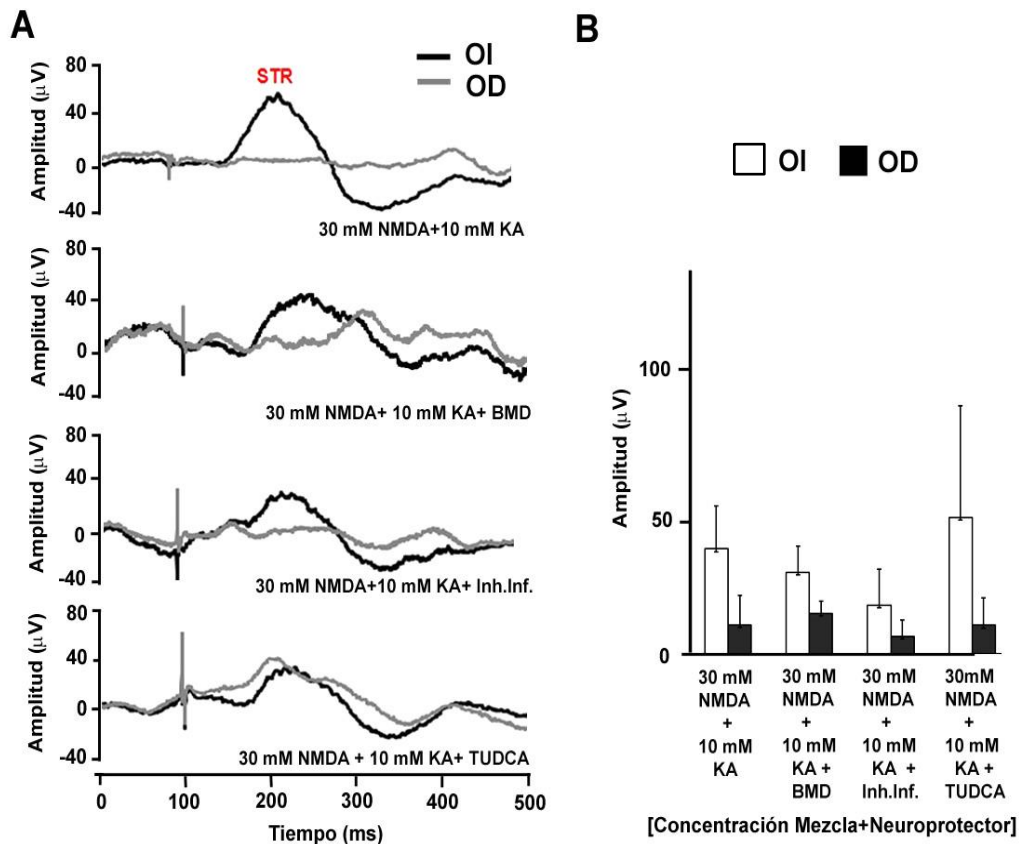 A
OI
OD
Amplitud (µV)
80
40
0
-40
STR
30 mM NMDA+10 mM KA
Amplitud (µV)
80
40
0
-40
30 mM NMDA+ 10 mM KA+ BMD
Amplitud (µV)
80
40
0
-40
30 mM NMDA+10 mM KA+ Inh.Inf.
Amplitud (µV)
80
40
0
-40
30 mM NMDA + 10 mM KA+ TUDCA
0 100 200 300 400 500
Tiempo (ms)
B
OI OD
Amplitud (µV)
100
50
0
30 mM
NMDA
+
10 mM
KA
30 mM
NMDA
+
10 mM
KA +
BMD
30 mM
NMDA
+
10 mM
KA +
Inh.Inf.
30mM
NMDA
+
10 mM
KA+
TUDCA
[Concentración Mezcla+Neuroprotector]